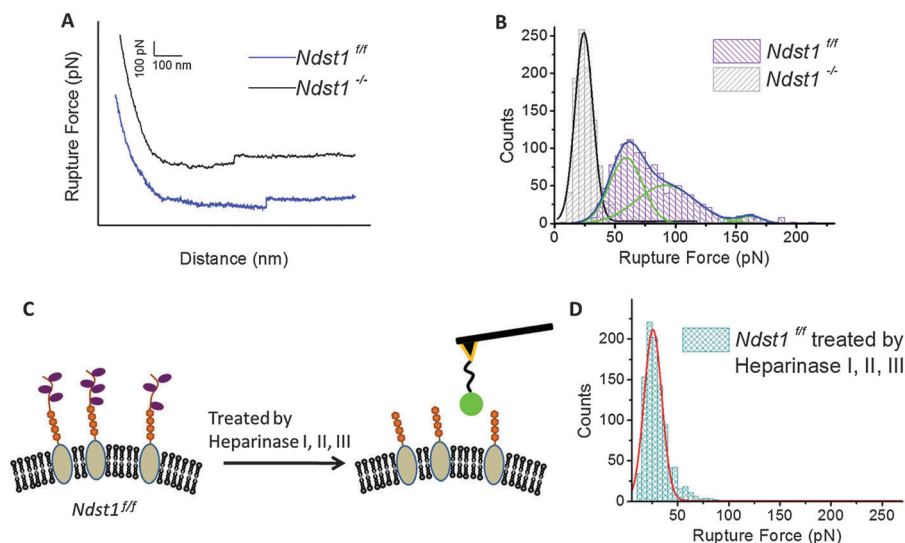 A
Rupture Force (pN)
100 pN
100 nm
Ndst1 f/f
Ndst1 -/-
Distance (nm)
B
Counts
250
200
150
100
50
0
50 100 150 200
Rupture Force (pN)
Ndst1 f/f
Ndst1 -/-
C
Treated by
Heparinase I, II, III
Ndst1f/f
D
Counts
200
150
100
50
0
50 100 150 200 250
Rupture Force (pN)
Ndst1 f/f treated by
Heparinase I, II, III